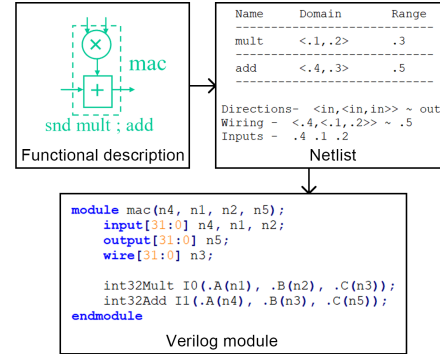 mac
snd mult ; add
Functional description
Name Domain Range
mult <.1,.2> .3
add <.4,.3> .5
Directions- <in,<in,in>> ~ out
Wiring - <.4,<.1,.2>> ~ .5
Inputs - .4 .1 .2
Netlist
module mac(n4, n1, n2, n5);
input[31:0] n4, n1, n2;
output[31:0] n5;
wire[31:0] n3;
int32Mult I0(.A(n1), .B(n2), .C(n3));
int32Add I1(.A(n4), .B(n3), .C(n5));
endmodule
Verilog module